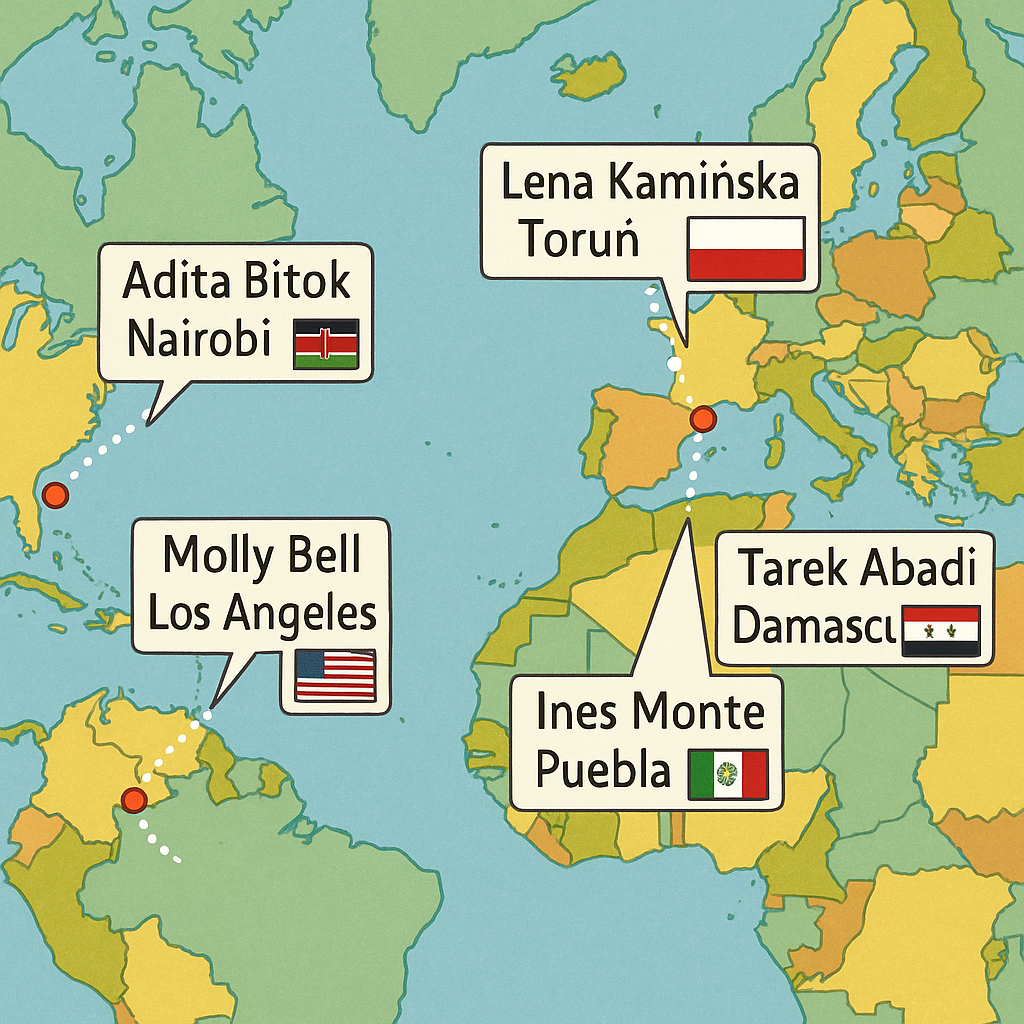 Lena Kamińska
Toruń
Adita Bitok
Nairobi
Molly Bell
Los Angeles
Tarek Abadi
Damascu
Ines Monte
Puebla